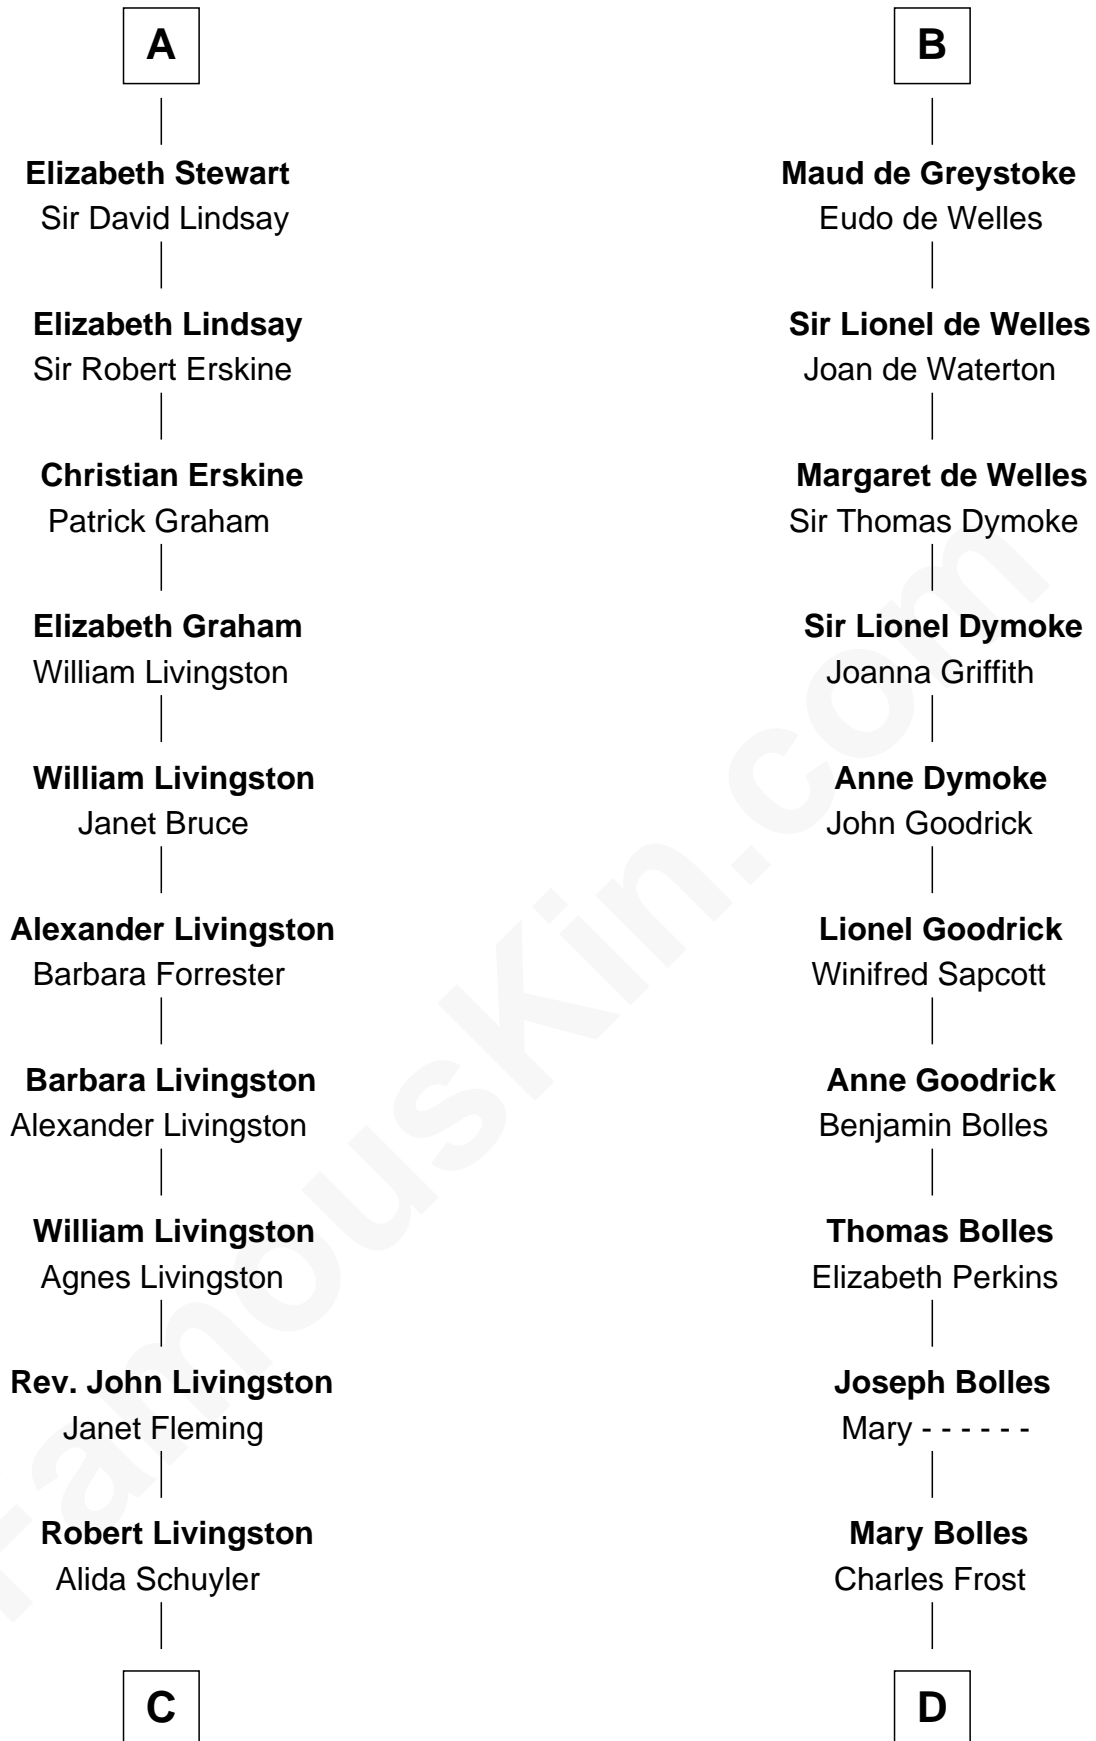 A
Elizabeth Stewart
Sir David Lindsay
Elizabeth Lindsay
Sir Robert Erskine
Christian Erskine
Patrick Graham
Elizabeth Graham
William Livingston
William Livingston
Janet Bruce
Alexander Livingston
Barbara Forrester
Barbara Livingston
Alexander Livingston
William Livingston
Agnes Livingston
Rev. John Livingston
Janet Fleming
Robert Livingston
Alida Schuyler
C
B
Maud de Greystoke
Eudo de Welles
Sir Lionel de Welles
Joan de Waterton
Margaret de Welles
Sir Thomas Dymoke
Sir Lionel Dymoke
Joanna Griffith
Anne Dymoke
John Goodrick
Lionel Goodrick
Winifred Sapcott
Anne Goodrick
Benjamin Bolles
Thomas Bolles
Elizabeth Perkins
Joseph Bolles
Mary - - - - - -
Mary Bolles
Charles Frost
D
FamousKin.com